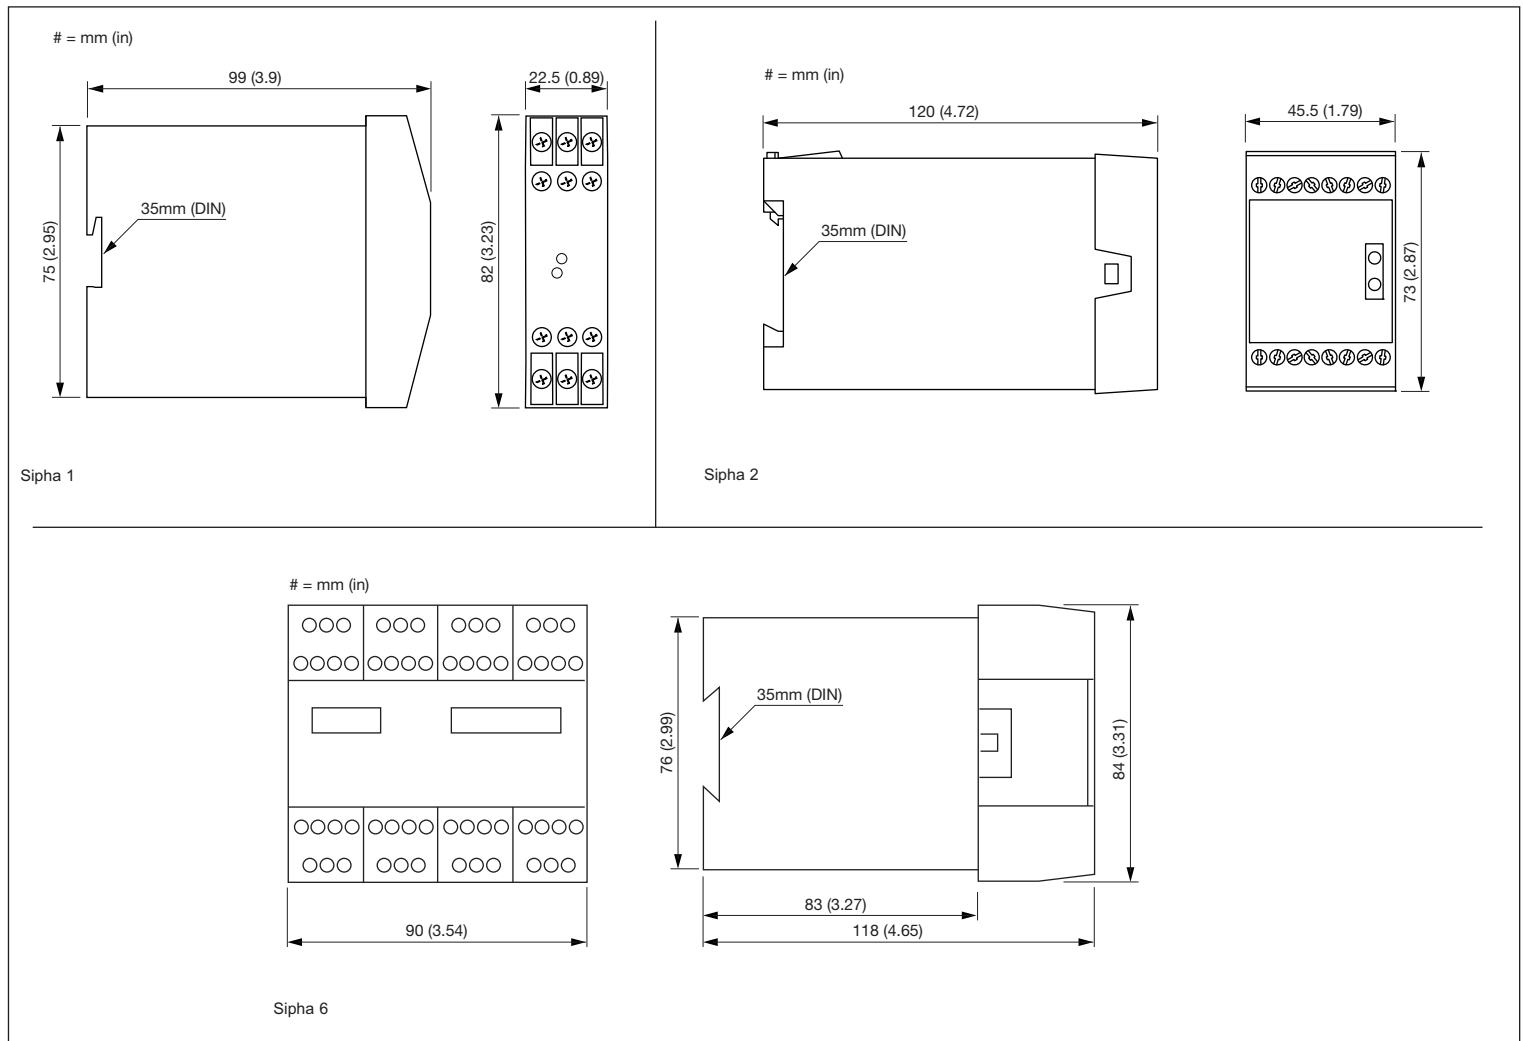 # = mm (in)
99 (3.9)
22.5 (0.89)
35mm (DIN)
75 (2.95)
82 (3.23)
Sipha 1
# = mm (in)
120 (4.72)
45.5 (1.79)
35mm (DIN)
73 (2.87)
Sipha 2
# = mm (in)
35mm (DIN)
76 (2.99)
84 (3.31)
83 (3.27)
90 (3.54)
118 (4.65)
Sipha 6